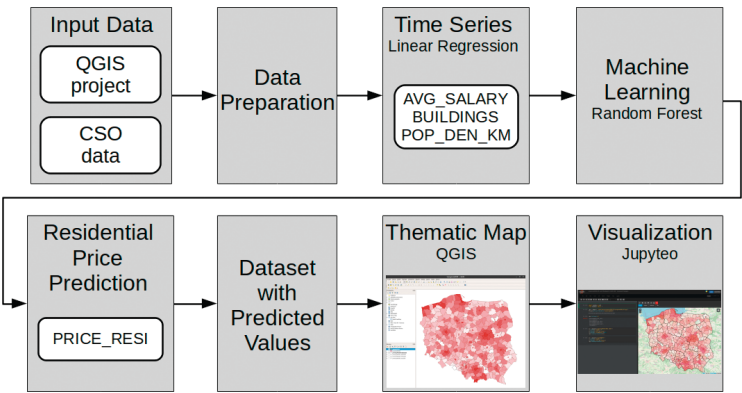 Input Data
QGIS
project
CSO
data
Data
Preparation
Time Series
Linear Regression
AVG_SALARY
BUILDINGS
POP_DEN_KM
Machine
Learning
Random Forest
Residential
Price
Prediction
PRICE_RESI
Dataset
with
Predicted
Values
Thematic Map
QGIS
Visualization
Jupyteo